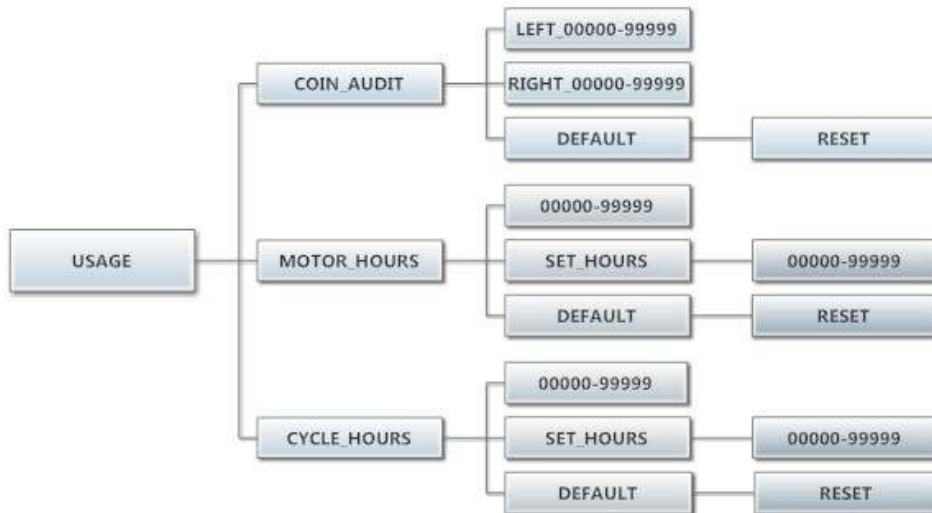 LEFT_00000-99999
COIN_AUDIT
RIGHT_00000-99999
DEFAULT
RESET
00000-99999
USAGE
MOTOR_HOURS
SET_HOURS
00000-99999
DEFAULT
RESET
00000-99999
CYCLE_HOURS
SET_HOURS
00000-99999
DEFAULT
RESET